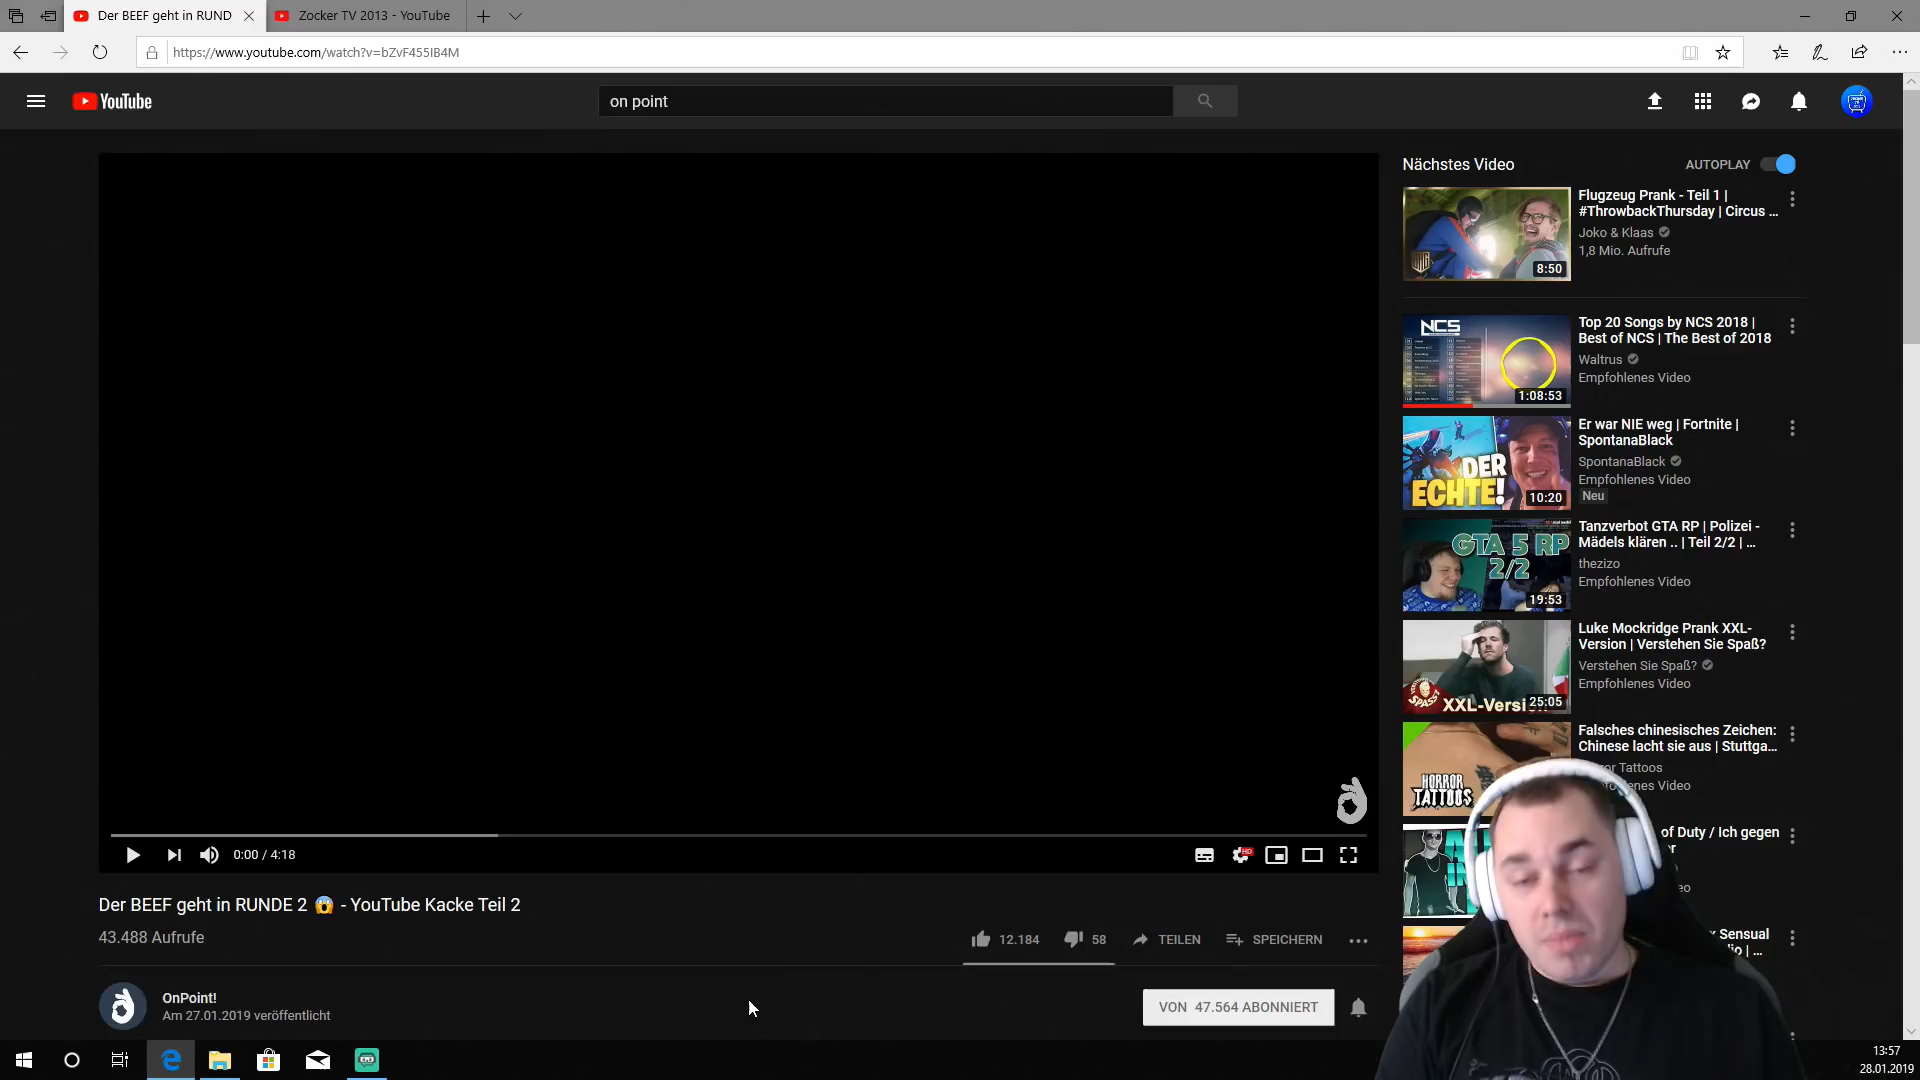 Der BEEF geht in RUND
Zocker TV 2013 - YouTube
https://www.youtube.com/watch?v=bZvF455IB4M
YouTube
on point
Nächstes Video
AUTOPLAY
Flugzeug Prank - Teil 1 |
#ThrowbackThursday | Circus ...
Joko & Klaas
1,8 Mio. Aufrufe
8:50
NCS
1:08:53
Top 20 Songs by NCS 2018 |
Best of NCS | The Best of 2018
Waltrus
Empfohlenes Video
DER
ECHTE!
10:20
Er war NIE weg | Fortnite |
SpontanaBlack
SpontanaBlack
Empfohlenes Video
Neu
GTA 5 RP
2/2
19:53
Tanzverbot GTA RP | Polizei -
Mädels klären .. | Teil 2/2 | ...
thezizo
Empfohlenes Video
XXL-Versi
25:05
Luke Mockridge Prank XXL-
Version | Verstehen Sie Spaß?
Verstehen Sie Spaß?
Empfohlenes Video
HORROR
TATTOOS
Falsches chinesisches Zeichen:
Chinese lacht sie aus | Stuttga...
Tattoos
Video
of Duty / Ich gegen
Sensual
0:00 / 4:18
HD
Der BEEF geht in RUNDE 2 😱 - YouTube Kacke Teil 2
43.488 Aufrufe
12.184
58
TEILEN
SPEICHERN
OnPoint!
Am 27.01.2019 veröffentlicht
VON 47.564 ABONNIERT
13:57
28.01.2019